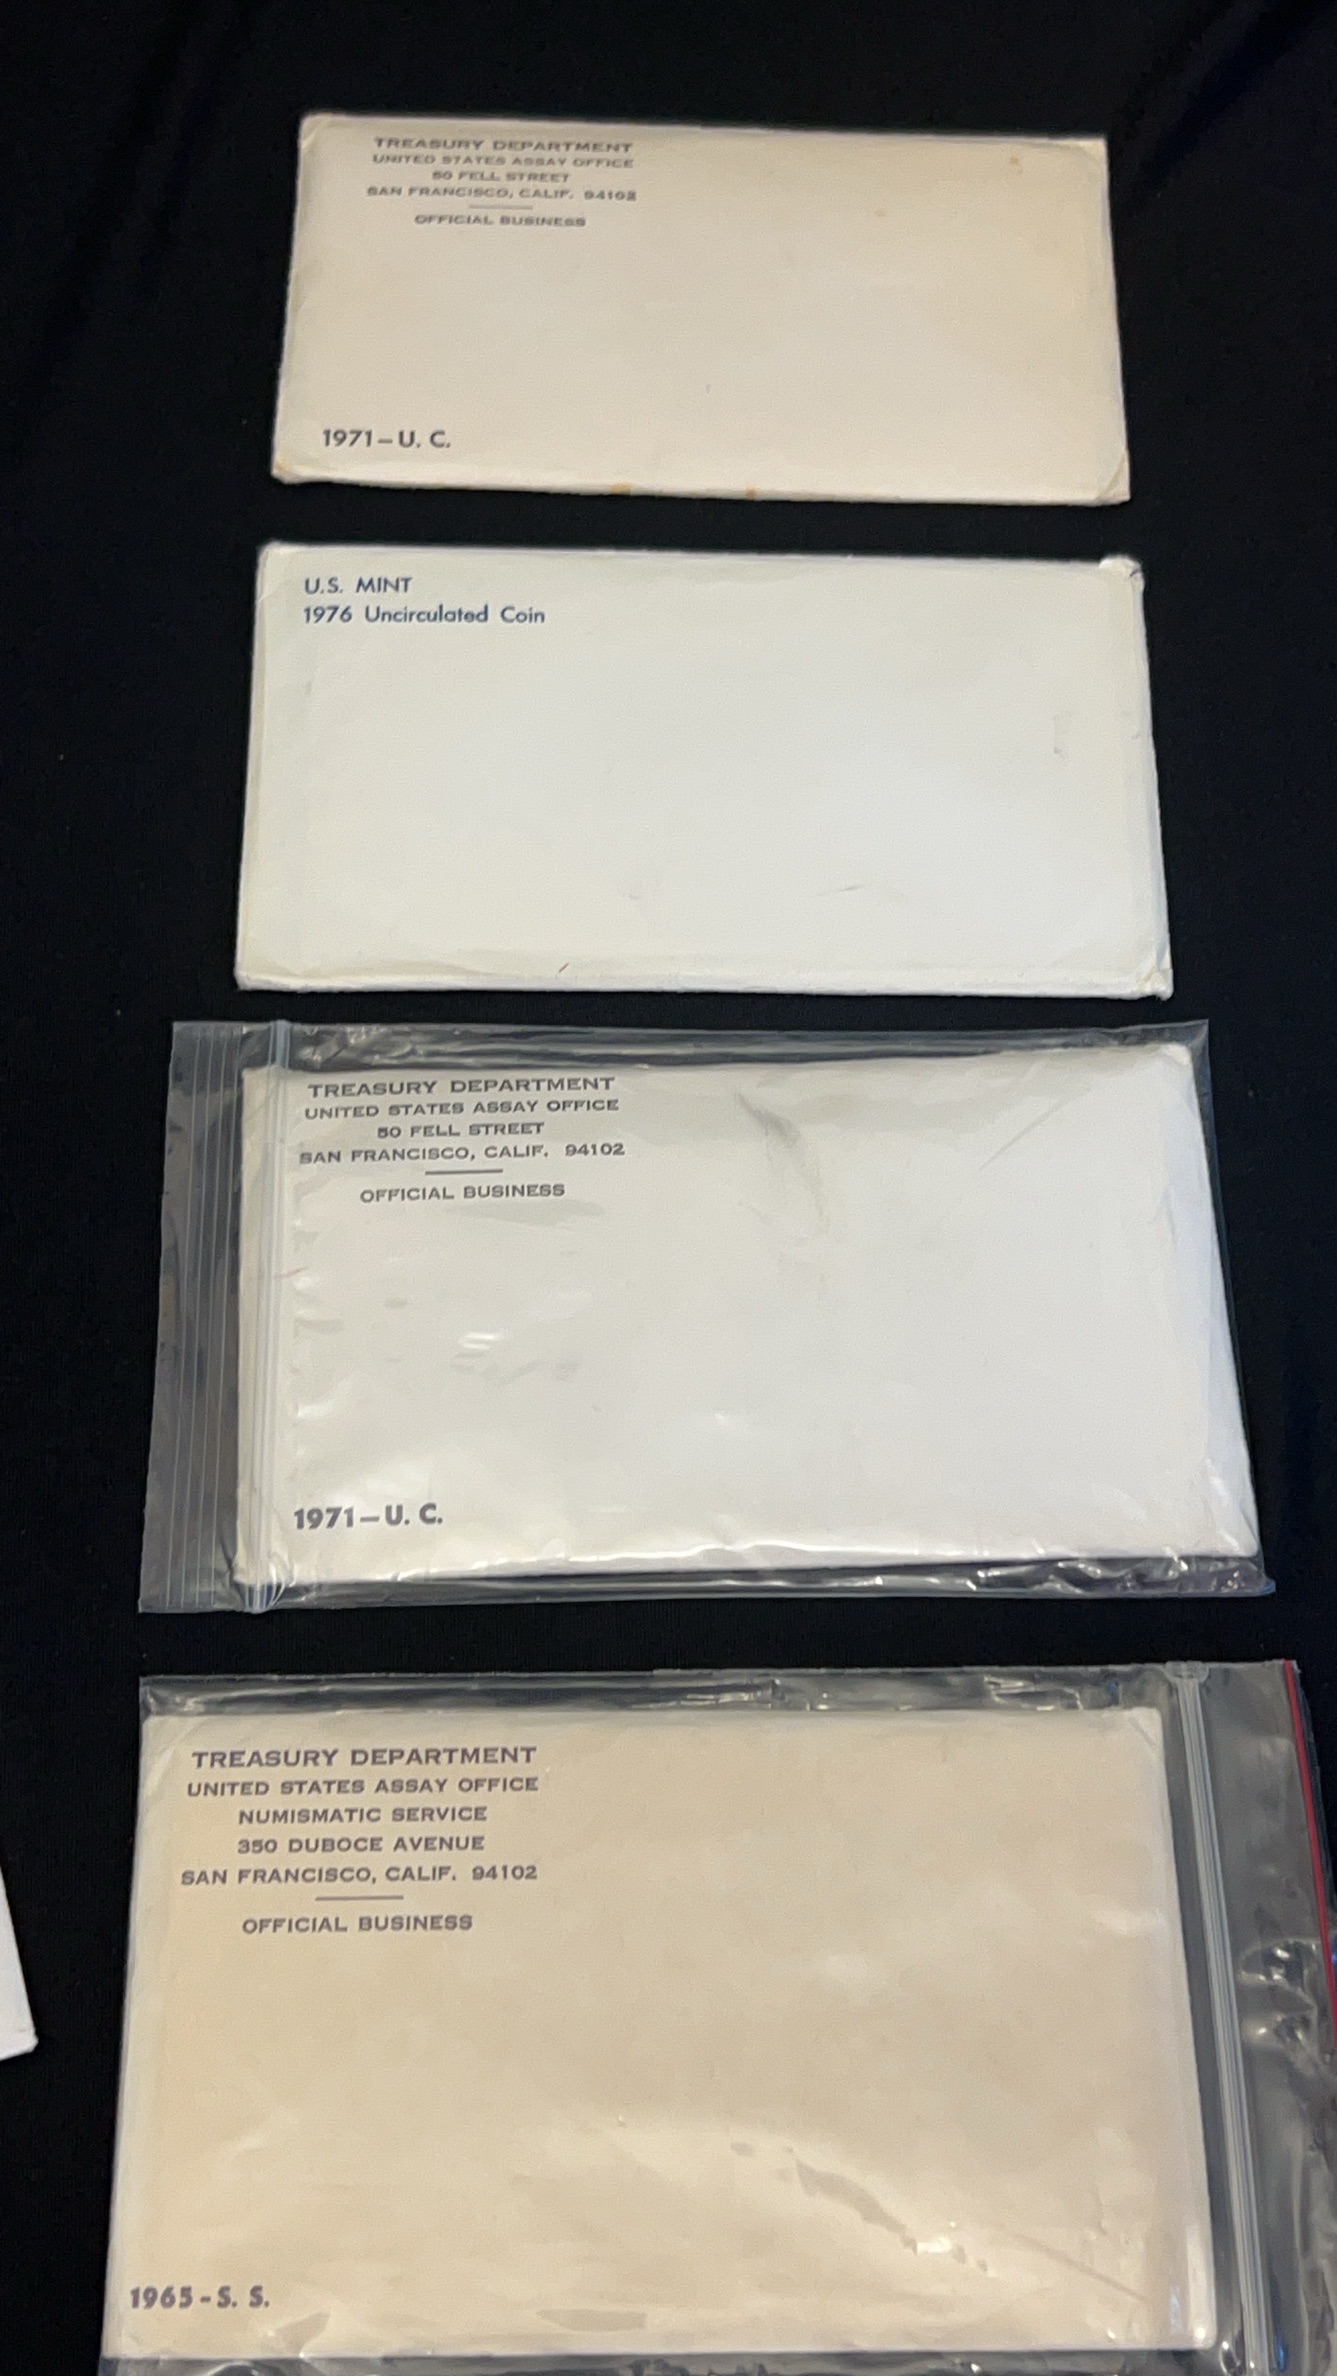 TREASURY DEPARTMENT
UNITED STATES ASSAY OFFICE
50 FELL STREET
SAN FRANCISCO, CALIF. 94102
OFFICIAL BUSINESS
1971–U. C.
U.S. MINT
1976 Uncirculated Coin
TREASURY DEPARTMENT
UNITED STATES ASSAY OFFICE
50 FELL STREET
SAN FRANCISCO, CALIF. 94102
OFFICIAL BUSINESS
1971–U. C.
TREASURY DEPARTMENT
UNITED STATES ASSAY OFFICE
NUMISMATIC SERVICE
350 DUBOCE AVENUE
SAN FRANCISCO, CALIF. 94102
OFFICIAL BUSINESS
1965-S. S.